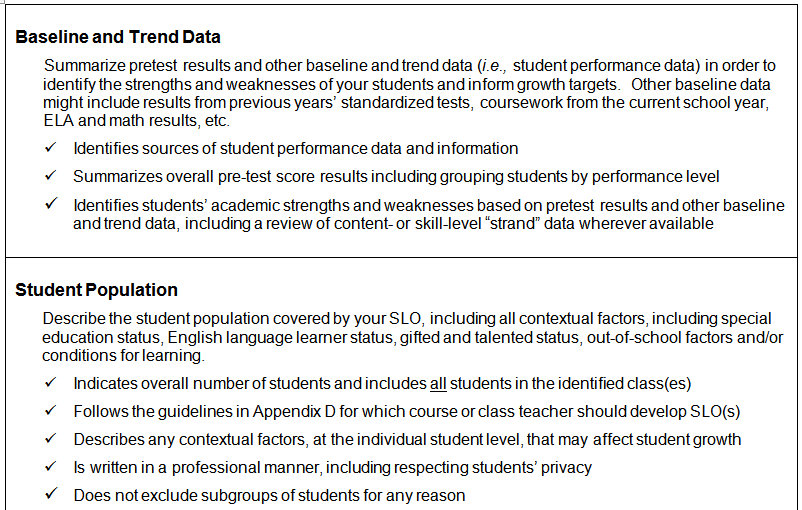 Baseline and Trend Data
Summarize pretest results and other baseline and trend data (i.e., student performance data) in order to
identify the strengths and weaknesses of your students and inform growth targets. Other baseline data
might include results from previous years' standardized tests, coursework from the current school year,
ELA and math results, etc.
✓ Identifies sources of student performance data and information
✓ Summarizes overall pre-test score results including grouping students by performance level
✓ Identifies students' academic strengths and weaknesses based on pretest results and other baseline
and trend data, including a review of content- or skill-level “strand” data wherever available
Student Population
Describe the student population covered by your SLO, including all contextual factors, including special
education status, English language learner status, gifted and talented status, out-of-school factors and/or
conditions for learning.
✓ Indicates overall number of students and includes all students in the identified class(es)
✓ Follows the guidelines in Appendix D for which course or class teacher should develop SLO(s)
✓ Describes any contextual factors, at the individual student level, that may affect student growth
✓ Is written in a professional manner, including respecting students' privacy
✓ Does not exclude subgroups of students for any reason